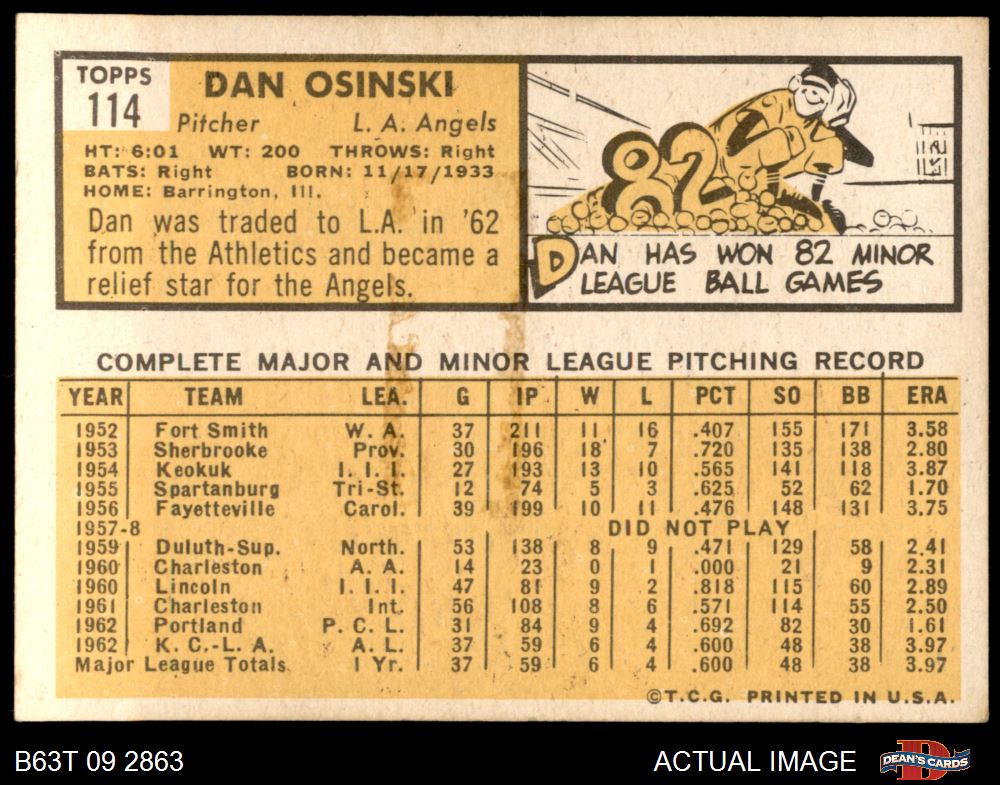 TOPPS
114
DAN OSINSKI
Pitcher L. A. Angels
HT: 6:01 WT: 200 THROWS: Right
BATS: Right BORN: 11/17/1933
HOME: Barrington, Ill.
Dan was traded to L.A. in '62
from the Athletics and became a
relief star for the Angels.
82
DAN HAS WON 82 MINOR
LEAGUE BALL GAMES
COMPLETE MAJOR AND MINOR LEAGUE PITCHING RECORD
YEAR TEAM LEA. G IP W L PCT SO BB ERA
1952 Fort Smith W. A. 37 211 11 16 .407 155 171 3.58
1953 Sherbrooke Prov. 30 196 18 7 .720 135 138 2.80
1954 Keokuk I. I. I. 27 193 13 10 .565 141 118 3.87
1955 Spartanburg Tri-St. 12 74 5 3 .625 52 62 1.70
1956 Fayetteville Carol. 39 199 10 11 .476 148 131 3.75
1957-8 DID NOT PLAY
1959 Duluth-Sup. North. 53 138 8 9 .471 129 58 2.41
1960 Charleston A. A. 14 23 0 1 .000 21 9 2.31
1960 Lincoln I. I. I. 47 81 9 2 .818 115 60 2.89
1961 Charleston Int. 56 108 8 6 .571 114 55 2.50
1962 Portland P. C. L. 31 84 9 4 .692 82 30 1.61
1962 K. C.-L. A. A. L. 37 59 6 4 .600 48 38 3.97
Major League Totals 1 Yr. 37 59 6 4 .600 48 38 3.97
©T.C.G. PRINTED IN U.S.A.
B63T 09 2863 ACTUAL IMAGE DEAN'S CARDS